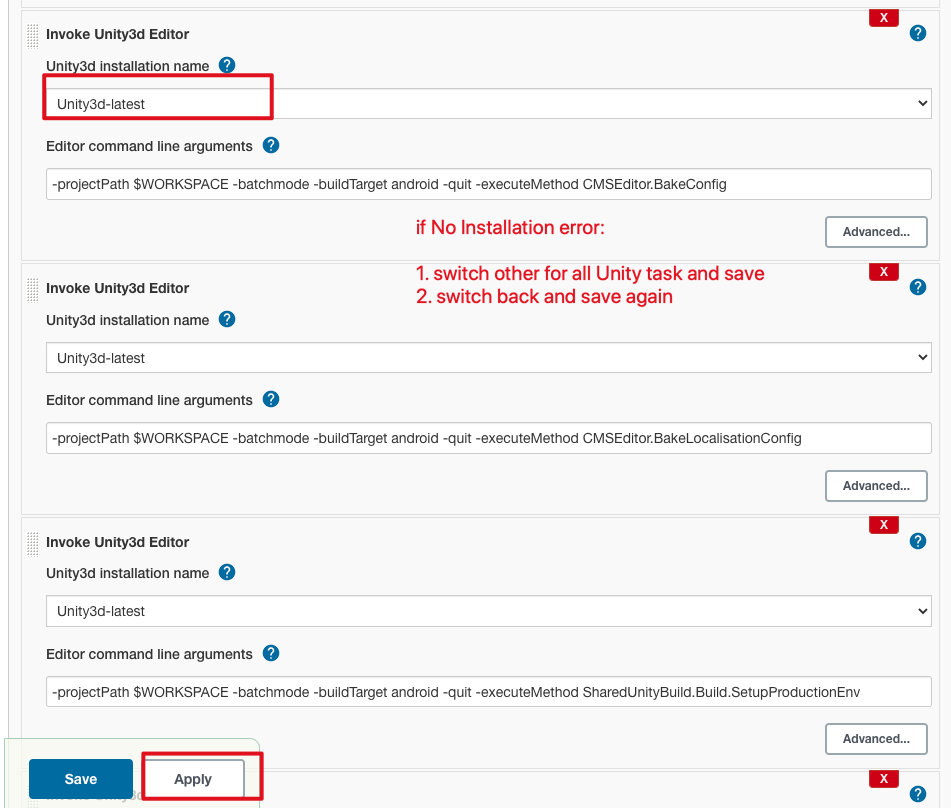 X
Invoke Unity3d Editor
?
Unity3d installation name ?
Unity3d-latest
Editor command line arguments ?
-projectPath $WORKSPACE -batchmode -buildTarget android -quit -executeMethod CMSEditor.BakeConfig
if No Installation error:
Advanced...
1. switch other for all Unity task and save
2. switch back and save again
X
Invoke Unity3d Editor
?
Unity3d installation name ?
Unity3d-latest
Editor command line arguments ?
-projectPath $WORKSPACE -batchmode -buildTarget android -quit -executeMethod CMSEditor.BakeLocalisationConfig
Advanced...
X
Invoke Unity3d Editor
?
Unity3d installation name ?
Unity3d-latest
Editor command line arguments ?
-projectPath $WORKSPACE -batchmode -buildTarget android -quit -executeMethod SharedUnityBuild.Build.SetupProductionEnv
Advanced...
Save
Apply
X
?